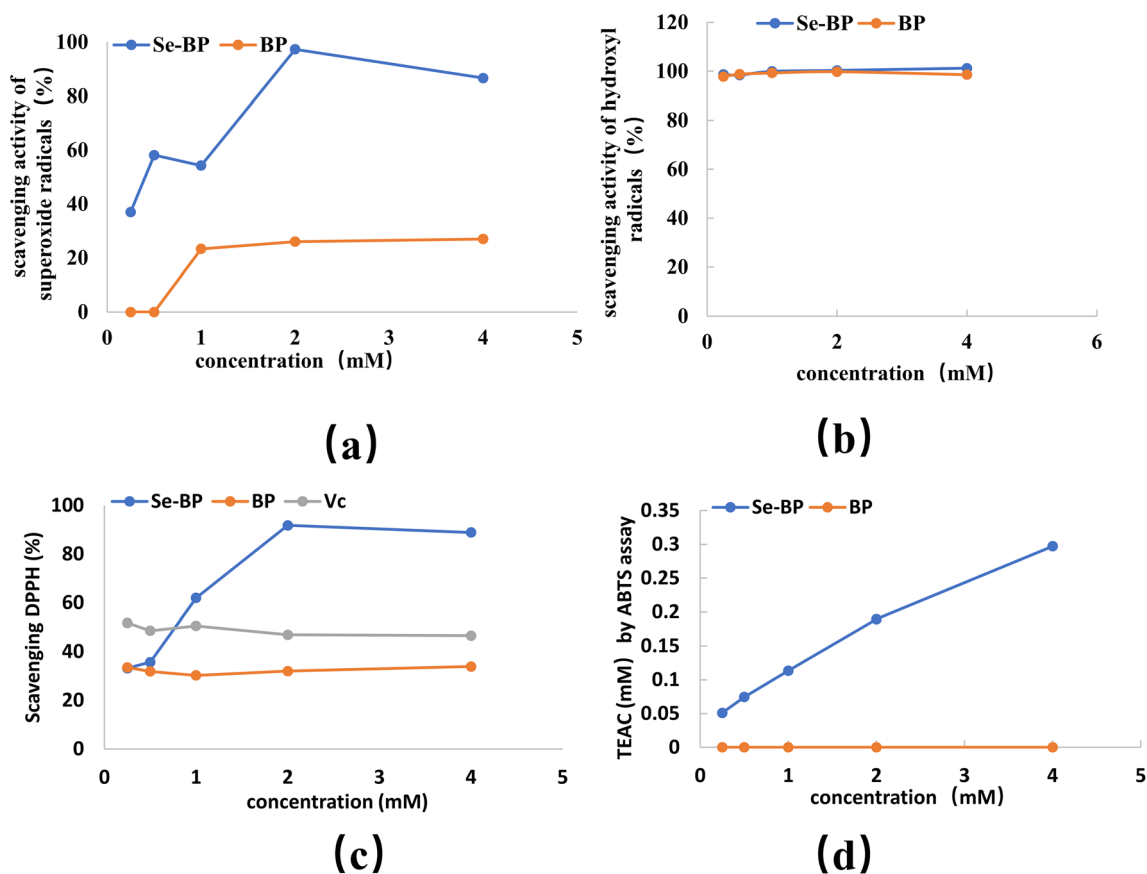 Se-BP BP
scavenging activity of
superoxide radicals (%)
100
80
60
40
20
0
0 1 2 3 4 5
concentration (mM)
(a)
Se-BP BP
scavenging activity of hydroxyl
radicals (%)
120
100
80
60
40
20
0
0 2 4 6
concentration (mM)
(b)
Se-BP BP Vc
Scavenging DPPH (%)
100
80
60
40
20
0
0 1 2 3 4 5
concentration (mM)
(c)
Se-BP BP
TEAC (mM) by ABTS assay
0.35
0.3
0.25
0.2
0.15
0.1
0.05
0
0 1 2 3 4 5
concentration (mM)
(d)